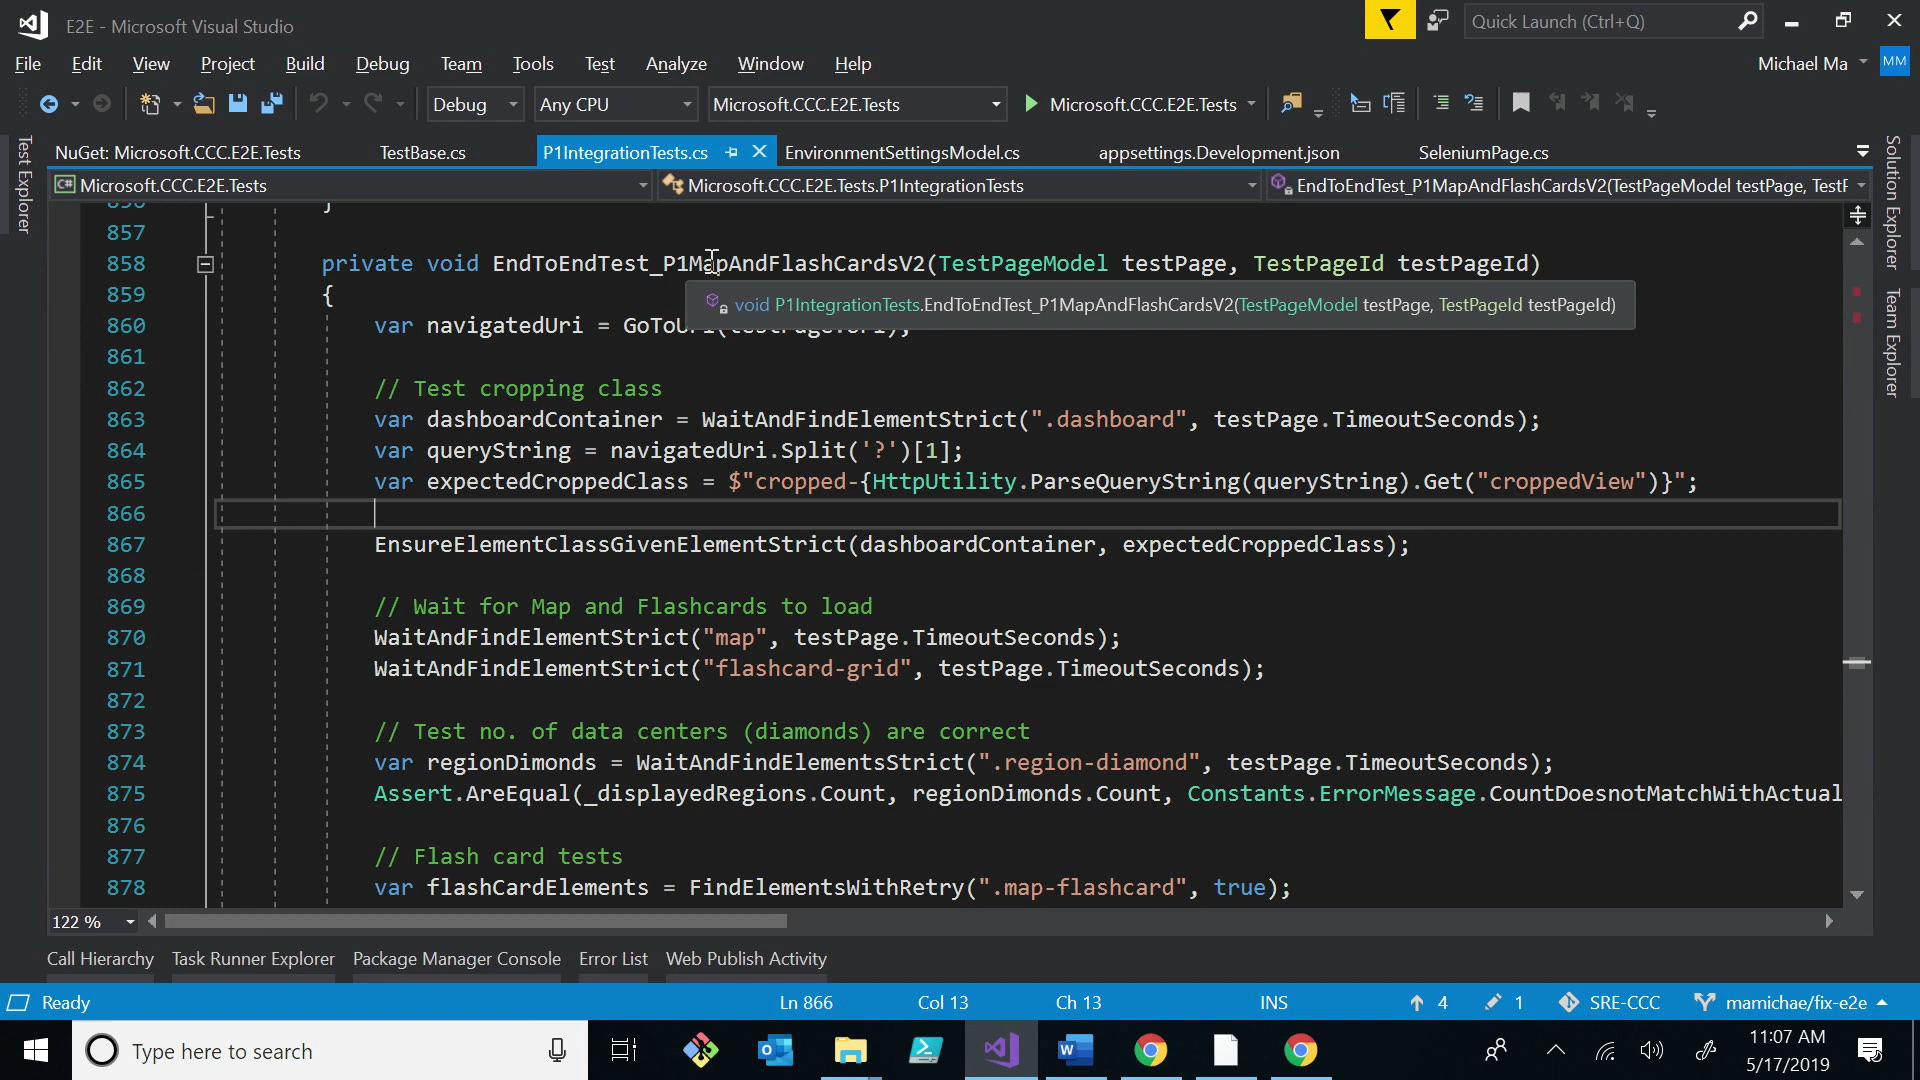 E2E - Microsoft Visual Studio
Quick Launch (Ctrl+Q)
File Edit View Project Build Debug Team Tools Test Analyze Window Help
Michael Ma MM
Debug Any CPU Microsoft.CCC.E2E.Tests Microsoft.CCC.E2E.Tests
NuGet: Microsoft.CCC.E2E.Tests TestBase.cs P1IntegrationTests.cs EnvironmentSettingsModel.cs appsettings.Development.json SeleniumPage.cs
C# Microsoft.CCC.E2E.Tests Microsoft.CCC.E2E.Tests.P1IntegrationTests EndToEndTest_P1MapAndFlashCardsV2(TestPageModel testPage, TestF
Test Explorer
Solution Explorer
Team Explorer
856 }
857
858 private void EndToEndTest_P1MapAndFlashCardsV2(TestPageModel testPage, TestPageId testPageId)
859 {
void P1IntegrationTests.EndToEndTest_P1MapAndFlashCardsV2(TestPageModel testPage, TestPageId testPageId)
860 var navigatedUri = GoToUri(testPage.Uri);
861
862 // Test cropping class
863 var dashboardContainer = WaitAndFindElementStrict(".dashboard", testPage.TimeoutSeconds);
864 var queryString = navigatedUri.Split('?')[1];
865 var expectedCroppedClass = $"cropped-{HttpUtility.ParseQueryString(queryString).Get("croppedView")}";
866
867 EnsureElementClassGivenElementStrict(dashboardContainer, expectedCroppedClass);
868
869 // Wait for Map and Flashcards to load
870 WaitAndFindElementStrict("map", testPage.TimeoutSeconds);
871 WaitAndFindElementStrict("flashcard-grid", testPage.TimeoutSeconds);
872
873 // Test no. of data centers (diamonds) are correct
874 var regionDimonds = WaitAndFindElementsStrict(".region-diamond", testPage.TimeoutSeconds);
875 Assert.AreEqual(_displayedRegions.Count, regionDimonds.Count, Constants.ErrorMessage.CountDoesnotMatchWithActual
876
877 // Flash card tests
878 var flashCardElements = FindElementsWithRetry(".map-flashcard", true);
122 %
Call Hierarchy Task Runner Explorer Package Manager Console Error List Web Publish Activity
Ready Ln 866 Col 13 Ch 13 INS 4 1 SRE-CCC mamichae/fix-e2e
Type here to search
11:07 AM
5/17/2019